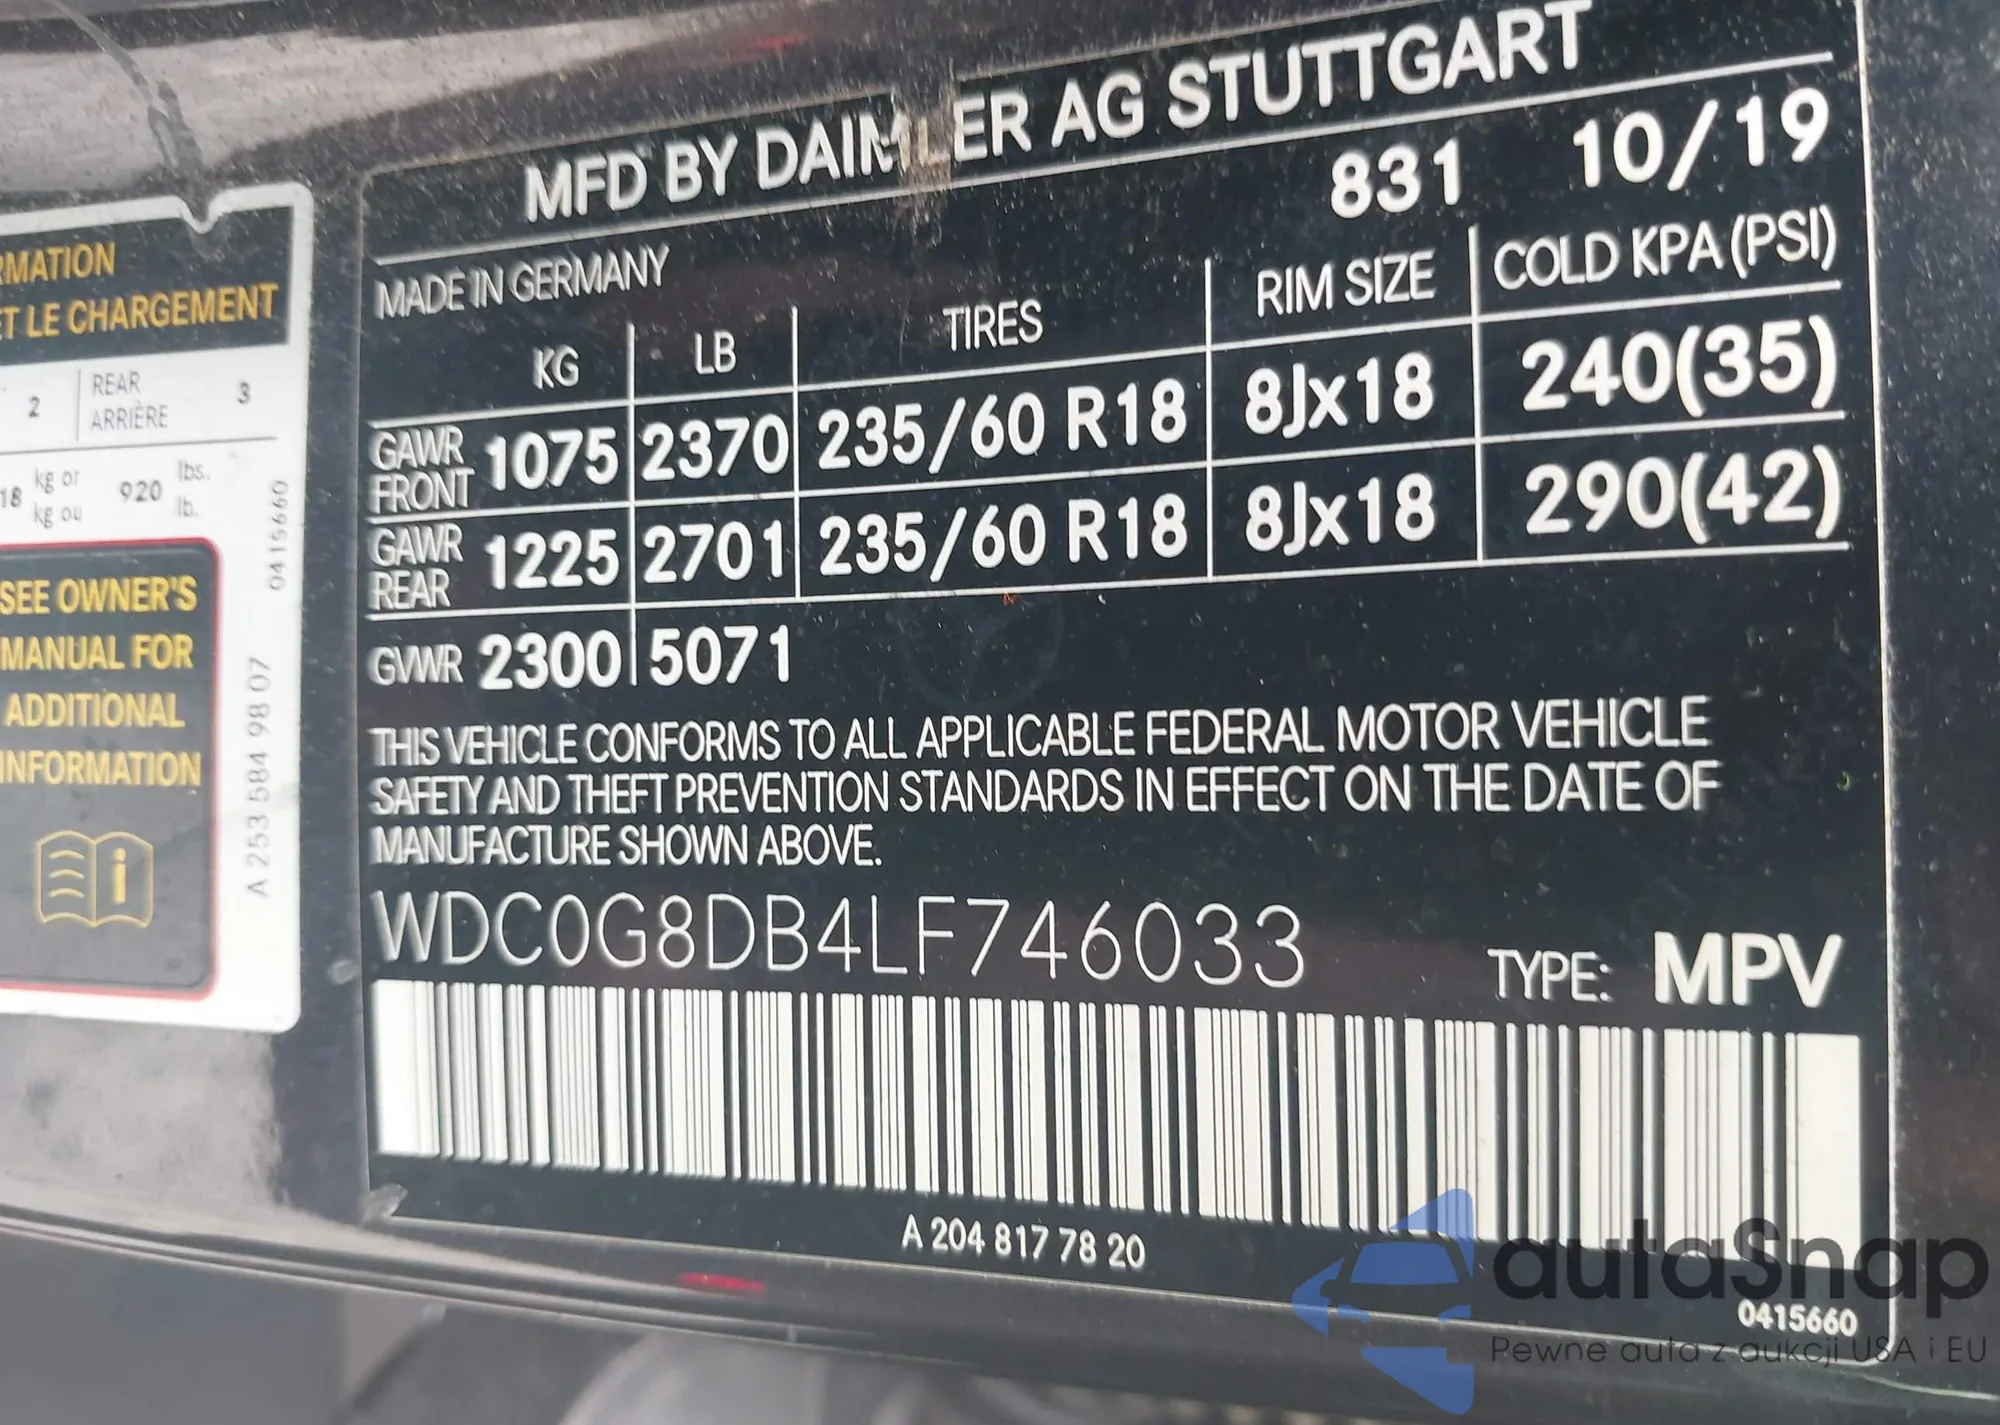 RMATION
ET LE CHARGEMENT
2 REAR 3
ARRIÈRE
18 kg or 920 lbs.
kg ou lb.
SEE OWNER'S
MANUAL FOR
ADDITIONAL
INFORMATION
A 253 584 98 07 0415660
MFD BY DAIMLER AG STUTTGART
831 10/19
MADE IN GERMANY
KG LB TIRES RIM SIZE COLD KPA (PSI)
GAWR FRONT 1075 2370 235/60 R18 8Jx18 240(35)
GAWR REAR 1225 2701 235/60 R18 8Jx18 290(42)
GVWR 2300 5071
THIS VEHICLE CONFORMS TO ALL APPLICABLE FEDERAL MOTOR VEHICLE
SAFETY AND THEFT PREVENTION STANDARDS IN EFFECT ON THE DATE OF
MANUFACTURE SHOWN ABOVE.
WDC0G8DB4LF746033 TYPE: MPV
A 204 817 78 20
0415660
autaSnap
Pewne auta z aukcji USA i EU